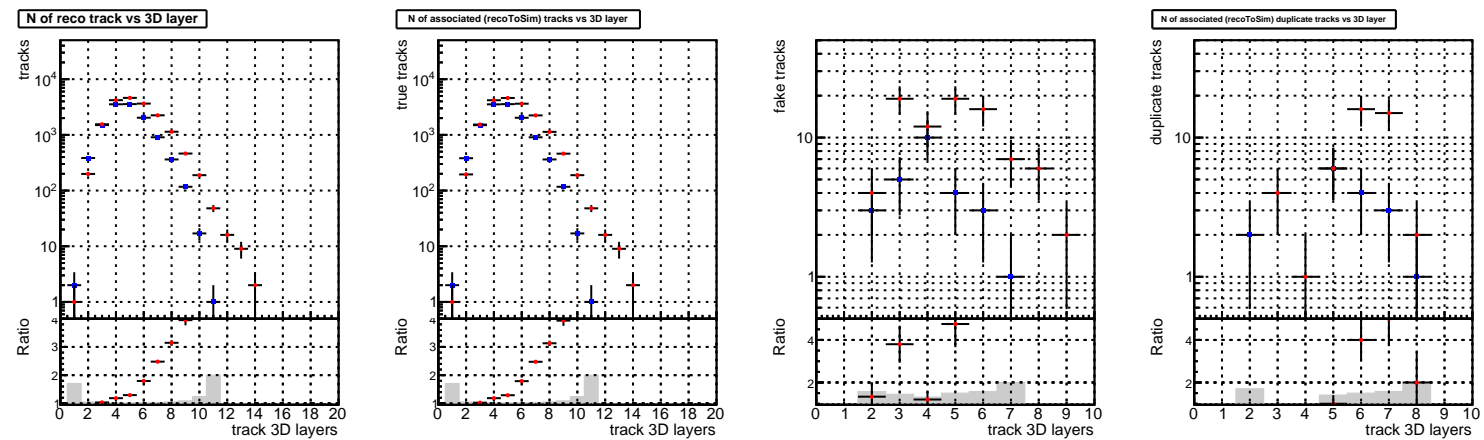 N of reco track vs 3D layer
tracks
10^4
10^3
10^2
10
1
Ratio
4
3
2
1
0 2 4 6 8 10 12 14 16 18 20
track 3D layers
N of associated (recoToSim) tracks vs 3D layer
true tracks
10^4
10^3
10^2
10
1
Ratio
4
3
2
1
0 2 4 6 8 10 12 14 16 18 20
track 3D layers
fake tracks
10
1
Ratio
4
2
0 1 2 3 4 5 6 7 8 9 10
track 3D layers
N of associated (recoToSim) duplicate tracks vs 3D layer
duplicate tracks
10
1
Ratio
4
2
0 1 2 3 4 5 6 7 8 9 10
track 3D layers